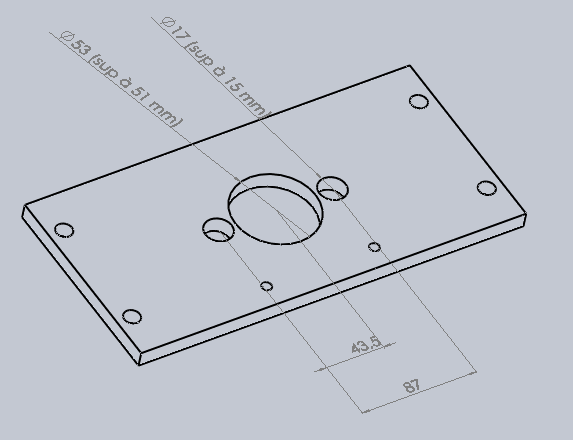 ∅53 (sup à 51 mm)
∅17 (sup à 15 mm)
43,5
87